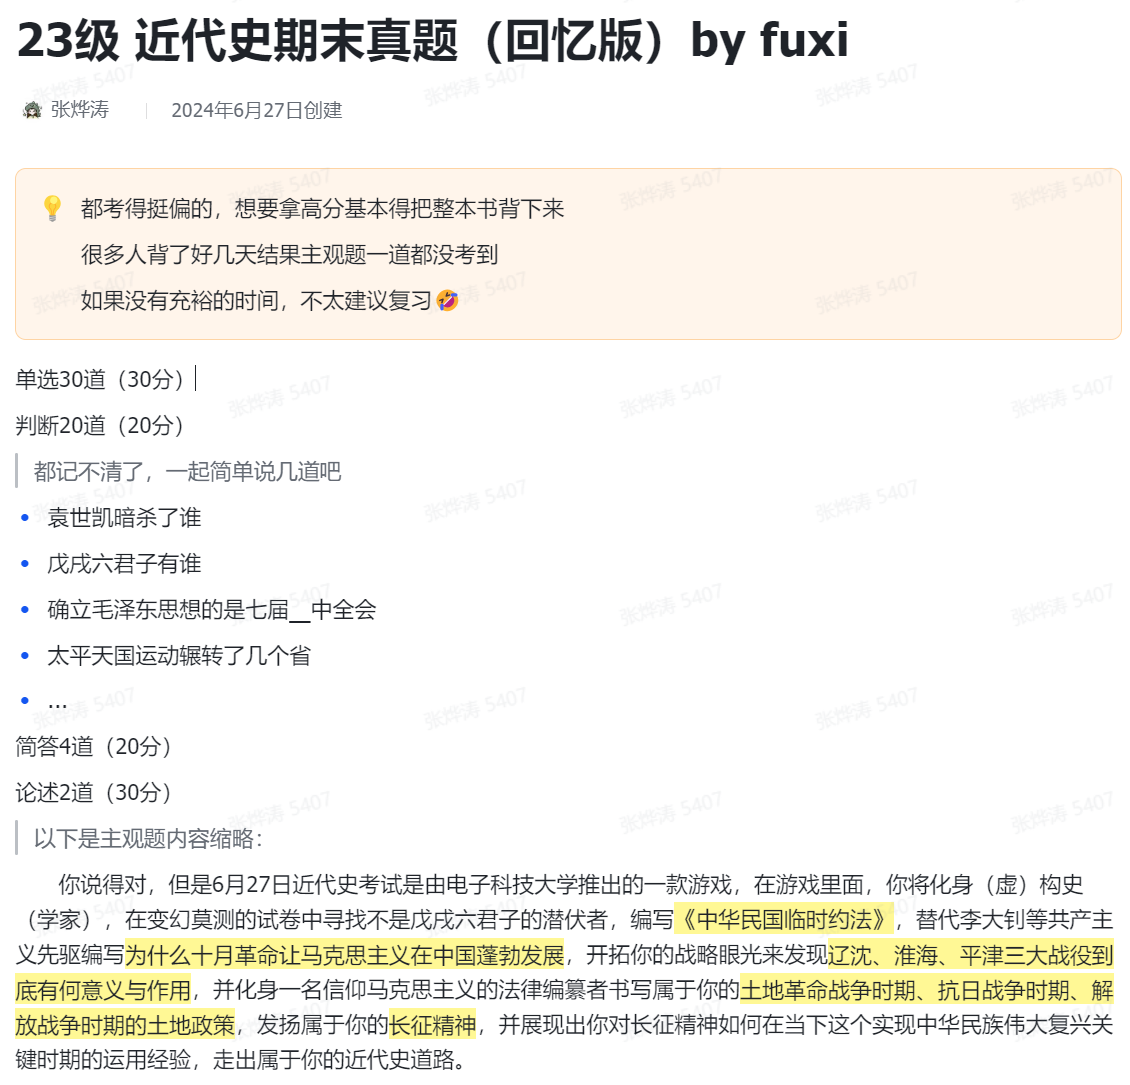 23级 近代史期末真题（回忆版）by fuxi
张烨涛 2024年6月27日创建
都考得挺偏的，想要拿高分基本得把整本书背下来
很多人背了好几天结果主观题一道都没考到
如果没有充裕的时间，不太建议复习🤣
单选30道（30分）
判断20道（20分）
都记不清了，一起简单说几道吧
• 袁世凯暗杀了谁
• 戊戌六君子有谁
• 确立毛泽东思想的是七届__中全会
• 太平天国运动辗转了几个省
• ...
简答4道（20分）
论述2道（30分）
以下是主观题内容缩略：
你说得对，但是6月27日近代史考试是由电子科技大学推出的一款游戏，在游戏里面，你将化身（虚）构史
（学家），在变幻莫测的试卷中寻找不是戊戌六君子的潜伏者，编写《中华民国临时约法》，替代李大钊等共产主
义先驱编写为什么十月革命让马克思主义在中国蓬勃发展，开拓你的战略眼光来发现辽沈、淮海、平津三大战役到
底有何意义与作用，并化身一名信仰马克思主义的法律编纂者书写属于你的土地革命战争时期、抗日战争时期、解
放战争时期的土地政策，发扬属于你的长征精神，并展现出你对长征精神如何在当下这个实现中华民族伟大复兴关
键时期的运用经验，走出属于你的近代史道路。
张烨涛 5407